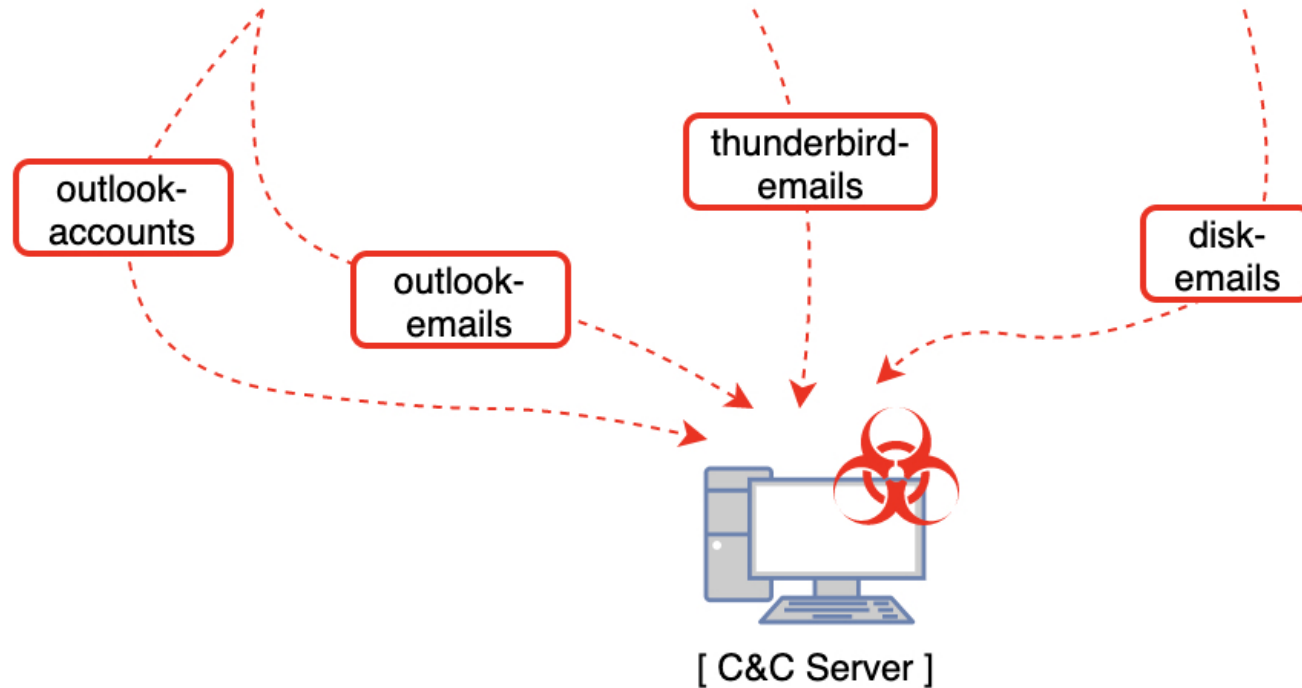 thunderbird-
emails
outlook-
accounts
disk-
emails
outlook-
emails
[ C&C Server ]